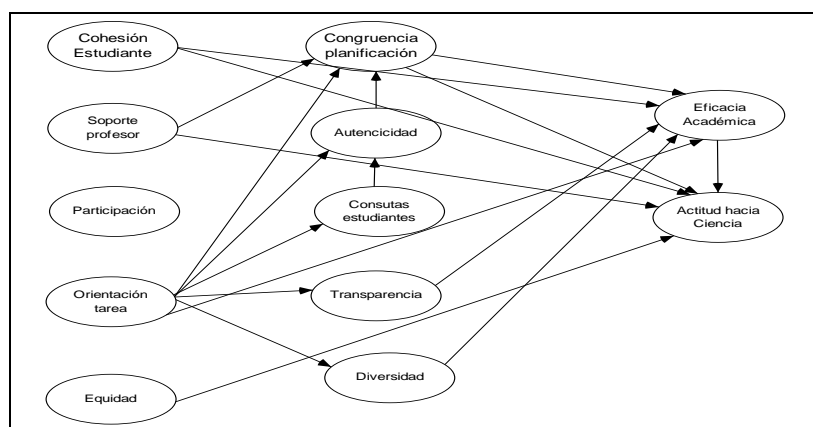 Cohesión
Estudiante
Congruencia
planificación
Soporte
profesor
Autencicidad
Eficacia
Académica
Participación
Consutas
estudiantes
Actitud hacia
Ciencia
Orientación
tarea
Transparencia
Equidad
Diversidad